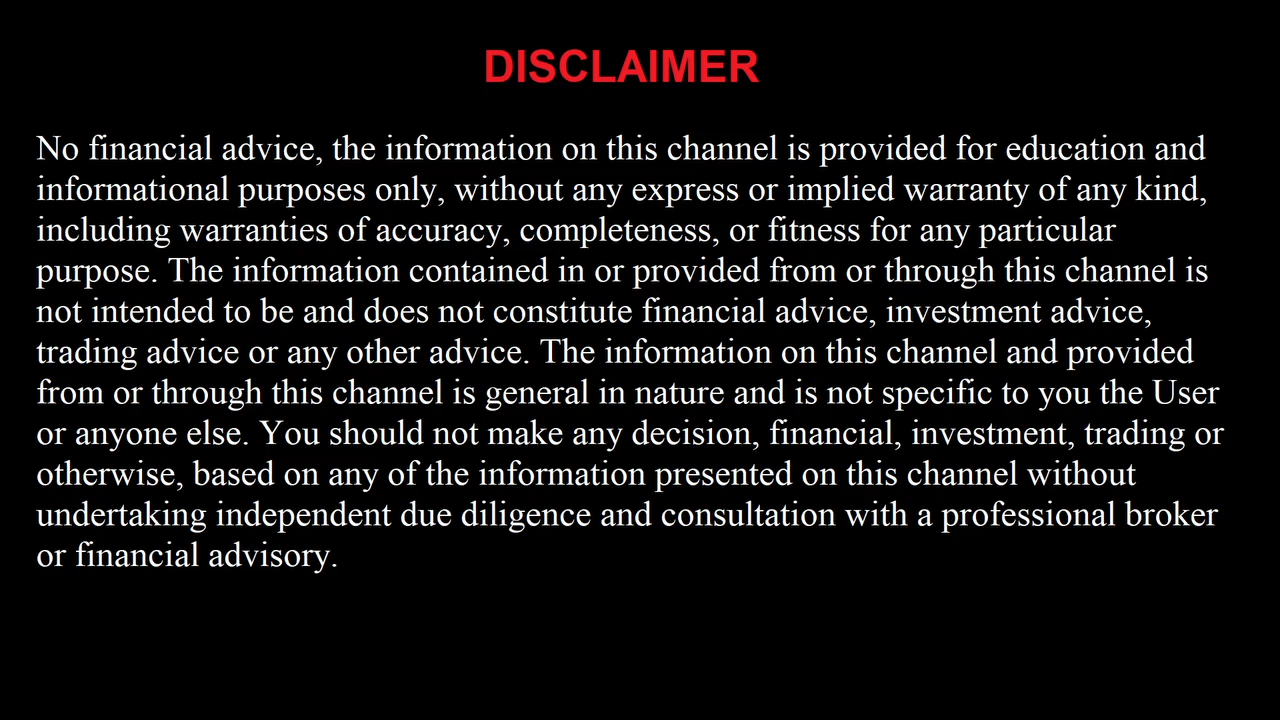 DISCLAIMER
No financial advice, the information on this channel is provided for education and
informational purposes only, without any express or implied warranty of any kind,
including warranties of accuracy, completeness, or fitness for any particular
purpose. The information contained in or provided from or through this channel is
not intended to be and does not constitute financial advice, investment advice,
trading advice or any other advice. The information on this channel and provided
from or through this channel is general in nature and is not specific to you the User
or anyone else. You should not make any decision, financial, investment, trading or
otherwise, based on any of the information presented on this channel without
undertaking independent due diligence and consultation with a professional broker
or financial advisory.